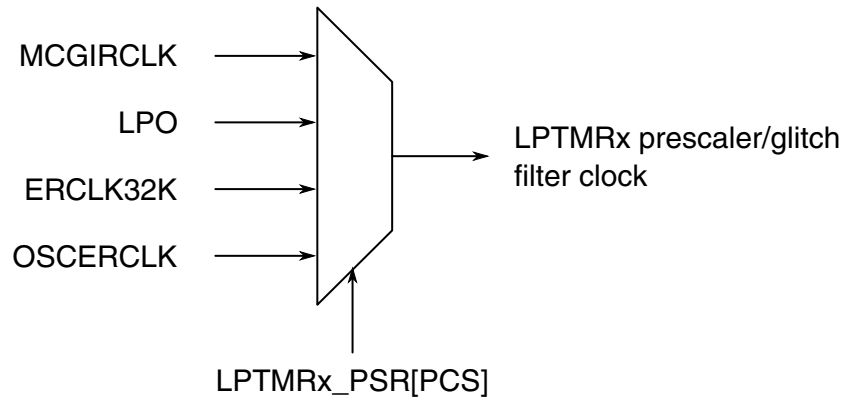 MCGIRCLK
LPO
ERCLK32K
OSCERCLK
LPTMRx prescaler/glitch
filter clock
LPTMRx_PSR[PCS]